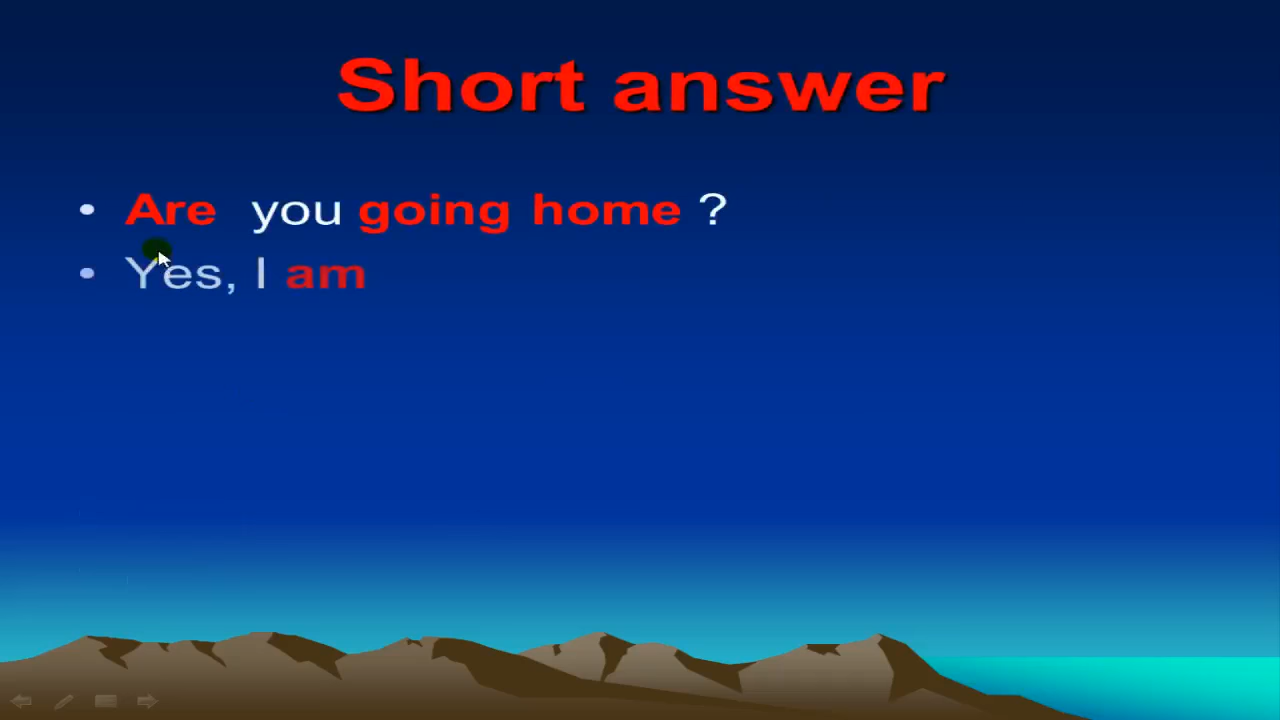 Short answer
• Are you going home ?
• Yes, I am